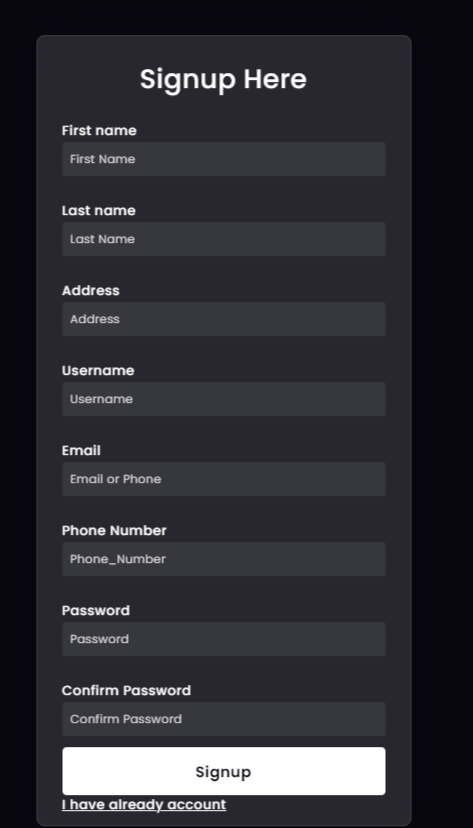 Signup Here
First name
First Name
Last name
Last Name
Address
Address
Username
Username
Email
Email or Phone
Phone Number
Phone_Number
Password
Password
Confirm Password
Confirm Password
Signup
I have already account